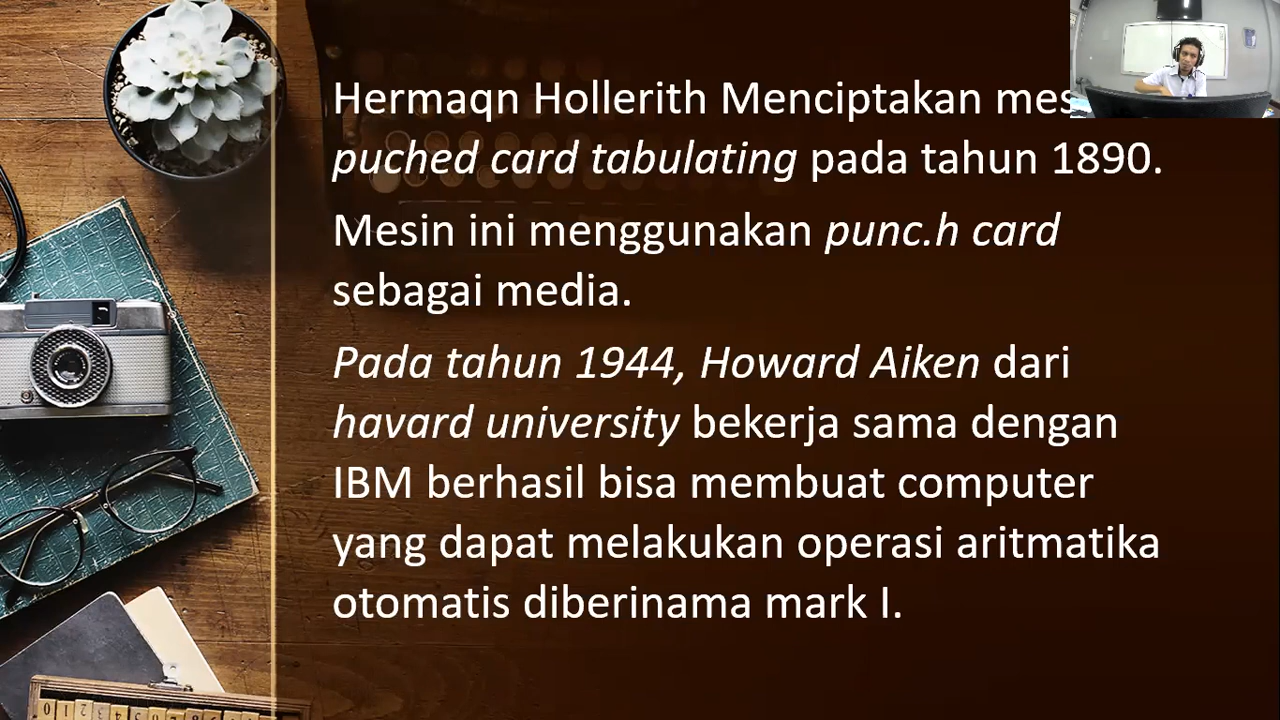 Hermaqn Hollerith Menciptakan mes
puched card tabulating pada tahun 1890.
Mesin ini menggunakan punc.h card
sebagai media.
Pada tahun 1944, Howard Aiken dari
havard university bekerja sama dengan
IBM berhasil bisa membuat computer
yang dapat melakukan operasi aritmatika
otomatis diberinama mark I.